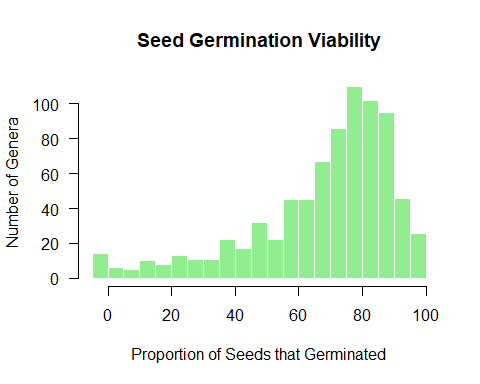 Seed Germination Viability
Number of Genera
100
80
60
40
20
0
0 20 40 60 80 100
Proportion of Seeds that Germinated